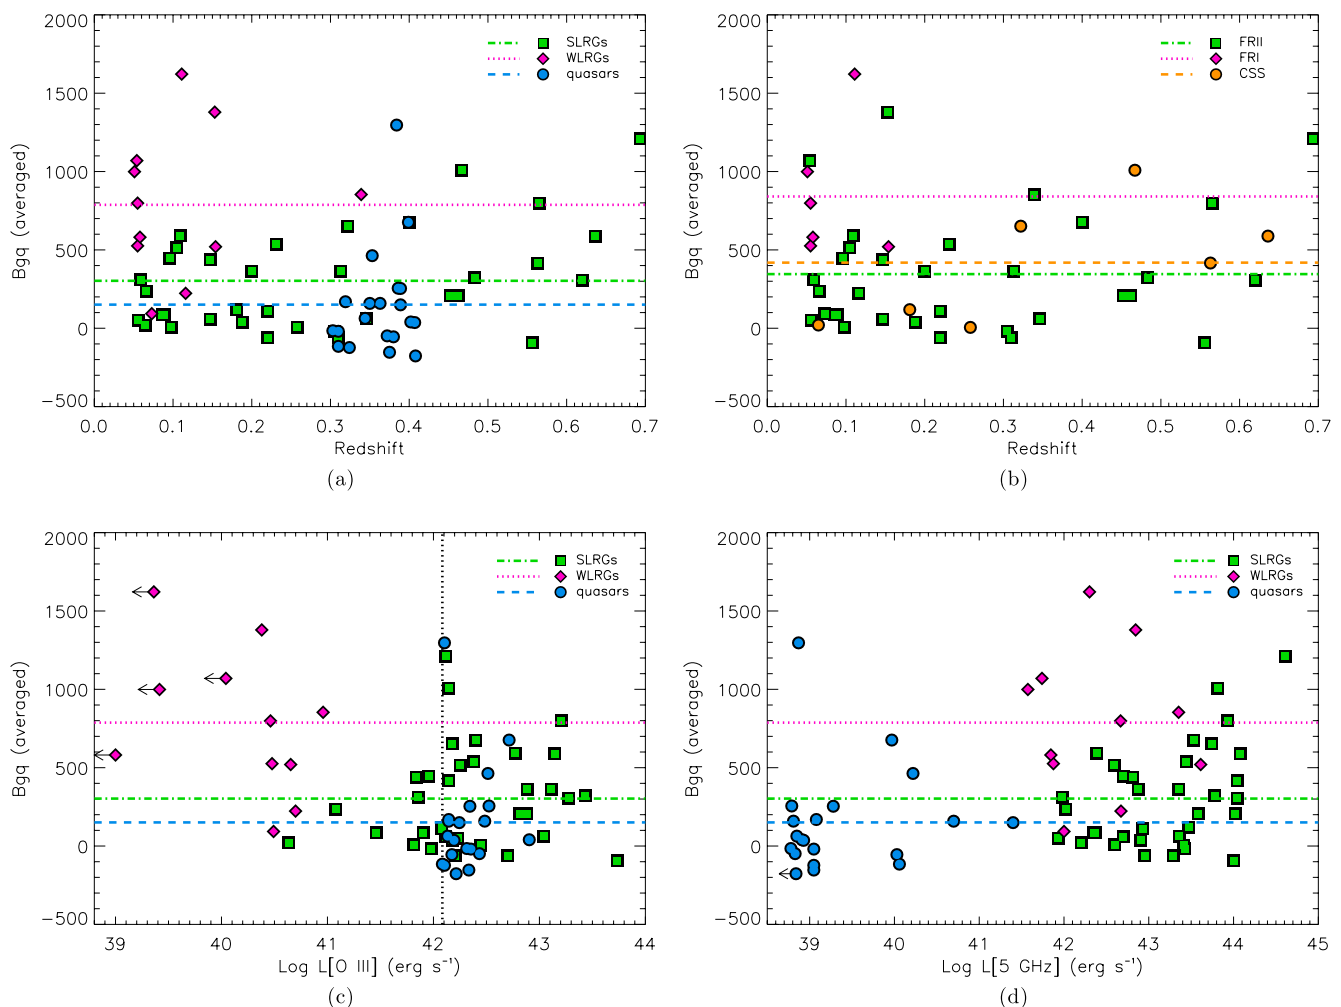 2000
1500
1000
500
0
−500
Bgq (averaged)
SLRGs
WLRGs
quasars
0.0 0.1 0.2 0.3 0.4 0.5 0.6 0.7
Redshift
(a)
2000
1500
1000
500
0
−500
Bgq (averaged)
FRII
FRI
CSS
0.0 0.1 0.2 0.3 0.4 0.5 0.6 0.7
Redshift
(b)
2000
1500
1000
500
0
−500
Bgq (averaged)
SLRGs
WLRGs
quasars
39 40 41 42 43 44
Log L[O III] (erg s⁻¹)
(c)
2000
1500
1000
500
0
−500
Bgq (averaged)
SLRGs
WLRGs
quasars
39 40 41 42 43 44 45
Log L[5 GHz] (erg s⁻¹)
(d)